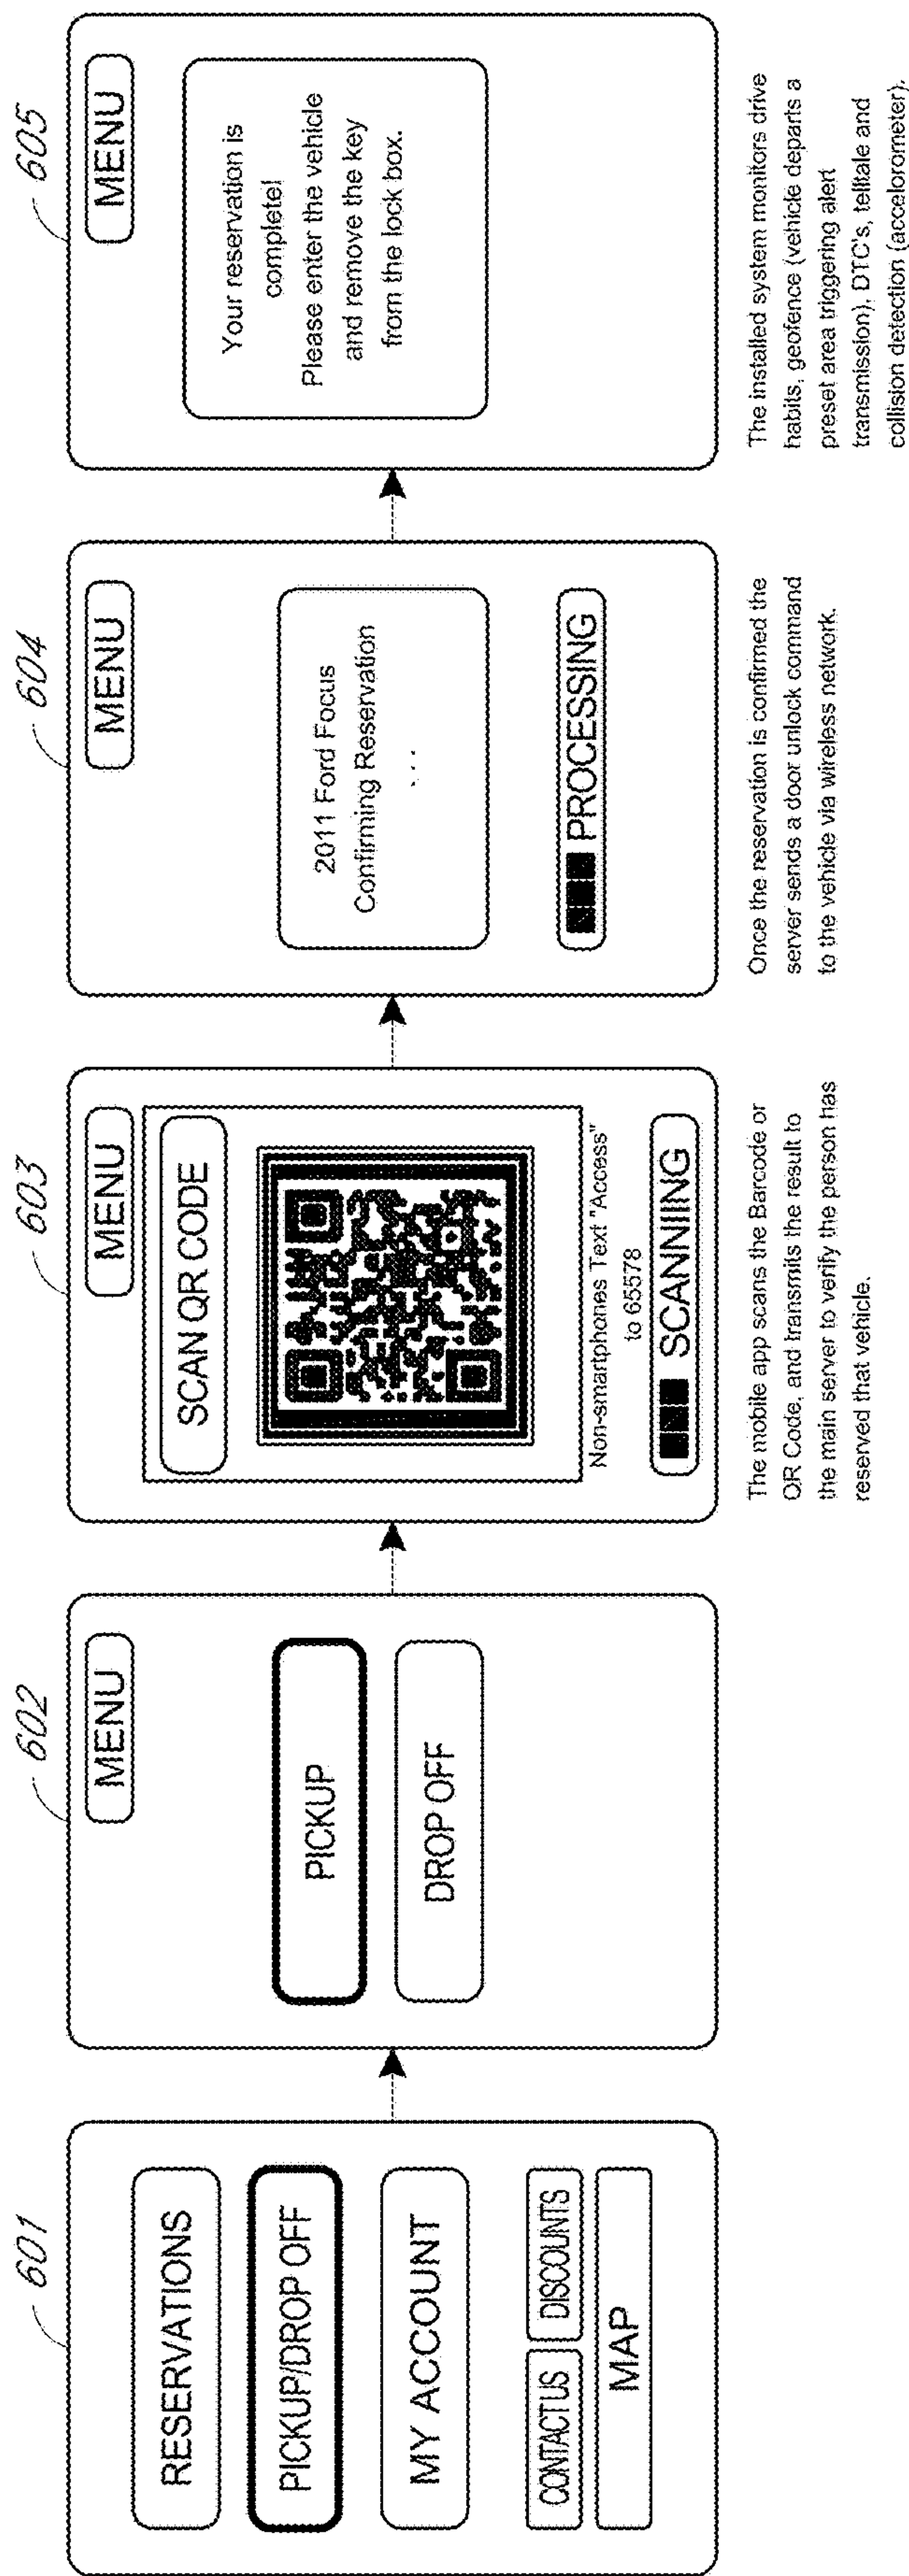 601
RESERVATIONS
PICKUP/DROP OFF
MY ACCOUNT
CONTACT US
DISCOUNTS
MAP
602
MENU
PICKUP
DROP OFF
603
MENU
SCAN QR CODE
Non-smartphones Text "Access"
to 65578
SCANNIING
The mobile app scans the Barcode or
QR Code, and transmits the result to
the main server to verify the person has
reserved that vehicle.
604
MENU
2011 Ford Focus
Confirming Reservation
...
PROCESSING
Once the reservation is confirmed the
server sends a door unlock command
to the vehicle via wireless network.
605
MENU
Your reservation is
complete!
Please enter the vehicle
and remove the key
from the lock box.
The installed system monitors drive
habits, geofence (vehicle departs a
preset area triggering alert
transmission), DTC's, telltale and
collision detection (accelorometer).